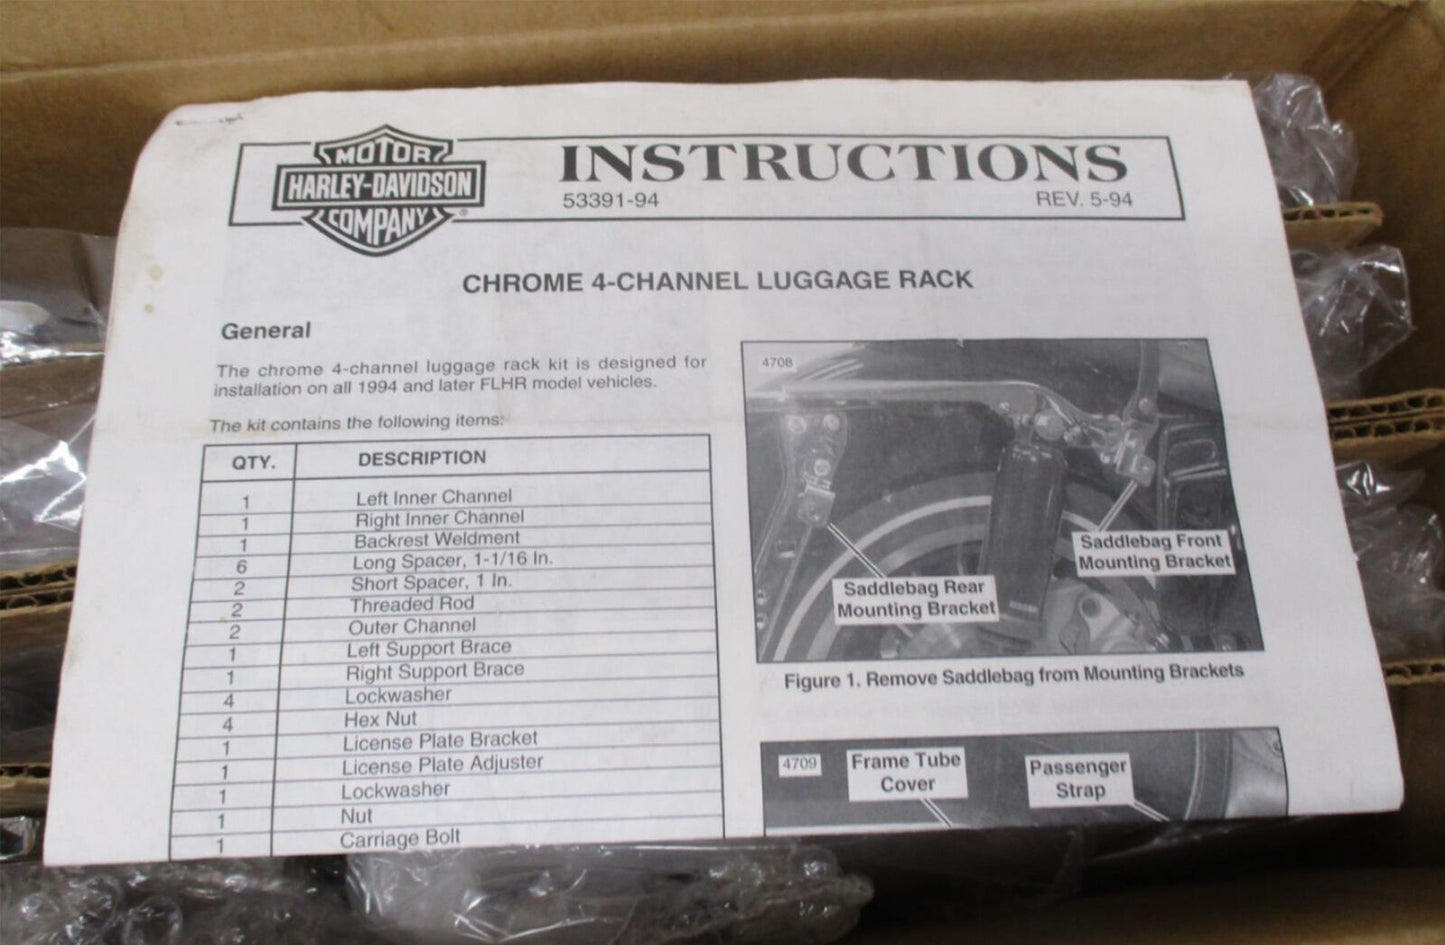 MOTOR
HARLEY-DAVIDSON
COMPANY
®
INSTRUCTIONS
53391-94
REV. 5-94
CHROME 4-CHANNEL LUGGAGE RACK
General
The chrome 4-channel luggage rack kit is designed for
installation on all 1994 and later FLHR model vehicles.
The kit contains the following items:
QTY. DESCRIPTION
1 Left Inner Channel
1 Right Inner Channel
1 Backrest Weldment
6 Long Spacer, 1-1/16 In.
2 Short Spacer, 1 In.
2 Threaded Rod
2 Outer Channel
1 Left Support Brace
1 Right Support Brace
4 Lockwasher
4 Hex Nut
1 License Plate Bracket
1 License Plate Adjuster
1 Lockwasher
1 Nut
1 Carriage Bolt
4708
Saddlebag Front
Mounting Bracket
Saddlebag Rear
Mounting Bracket
Figure 1. Remove Saddlebag from Mounting Brackets
4709
Frame Tube
Cover
Passenger
Strap